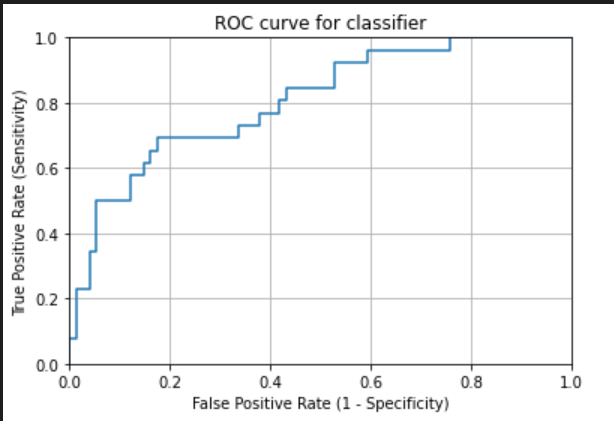 ROC curve for classifier
1.0
0.8
0.6
0.4
0.2
0.0
True Positive Rate (Sensitivity)
0.0 0.2 0.4 0.6 0.8 1.0
False Positive Rate (1 - Specificity)